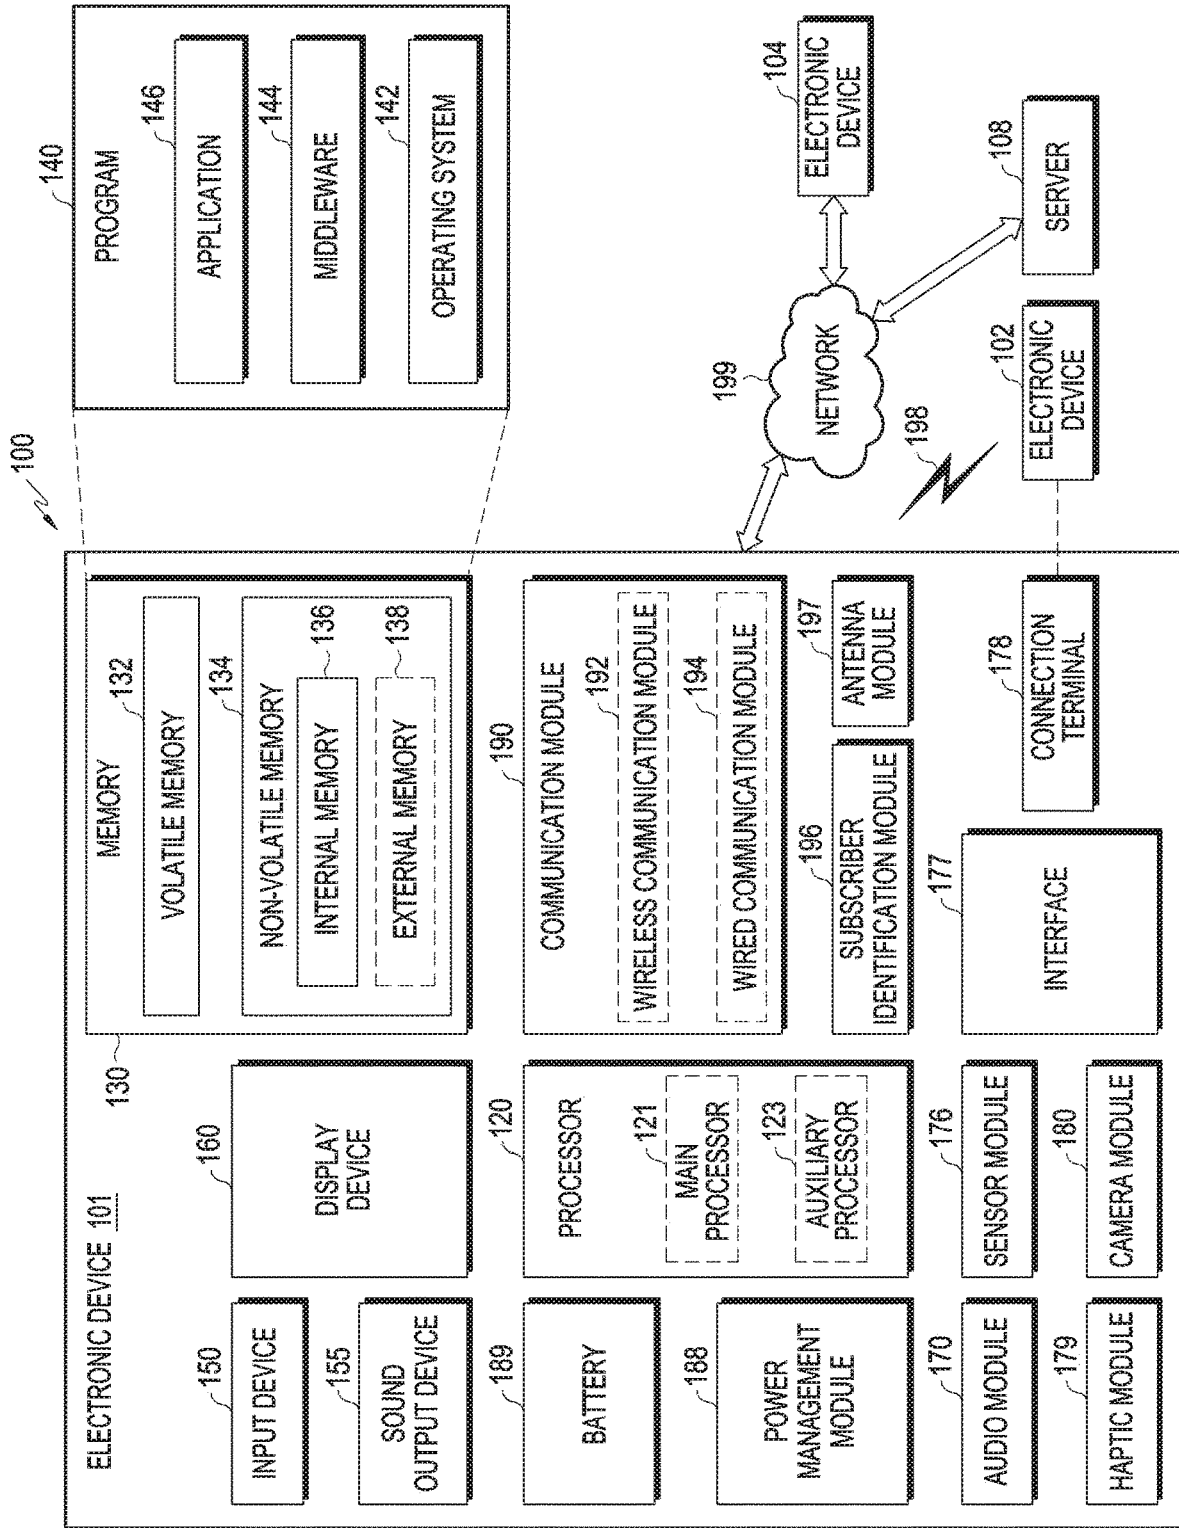 100
ELECTRONIC DEVICE 101
INPUT DEVICE
150
SOUND
OUTPUT DEVICE
155
DISPLAY
DEVICE
160
MEMORY
130
VOLATILE MEMORY
132
NON-VOLATILE MEMORY
134
INTERNAL MEMORY
136
EXTERNAL MEMORY
138
PROGRAM
140
APPLICATION
146
MIDDLEWARE
144
OPERATING SYSTEM
142
BATTERY
189
POWER
MANAGEMENT
MODULE
188
PROCESSOR
120
MAIN
PROCESSOR
121
AUXILIARY
PROCESSOR
123
COMMUNICATION MODULE
190
WIRELESS COMMUNICATION MODULE
192
WIRED COMMUNICATION MODULE
194
SUBSCRIBER
IDENTIFICATION MODULE
196
ANTENNA
MODULE
197
AUDIO MODULE
170
SENSOR MODULE
176
INTERFACE
177
CONNECTION
TERMINAL
178
HAPTIC MODULE
179
CAMERA MODULE
180
NETWORK
199
198
ELECTRONIC
DEVICE
104
SERVER
108
ELECTRONIC
DEVICE
102